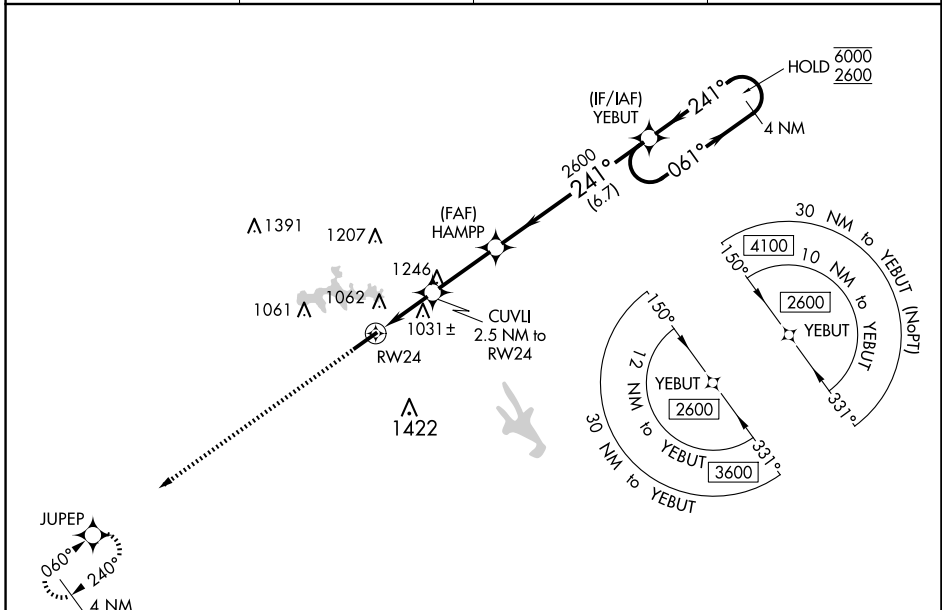 HOLD 6000
2600
(IF/IAF)
YEBUT
241°
4 NM
061°
2600
241°
(6.7)
(FAF)
HAMPP
1391
1207
1246
1062
1061
1031 ±
CUVLI
2.5 NM to
RW24
RW24
1422
30 NM to YEBUT (NoPT)
4100
150°
10 NM to YEBUT
2600
YEBUT
331°
150°
YEBUT
2600
12 NM to YEBUT
331°
3600
30 NM to YEBUT
JUPEP
060°
240°
4 NM